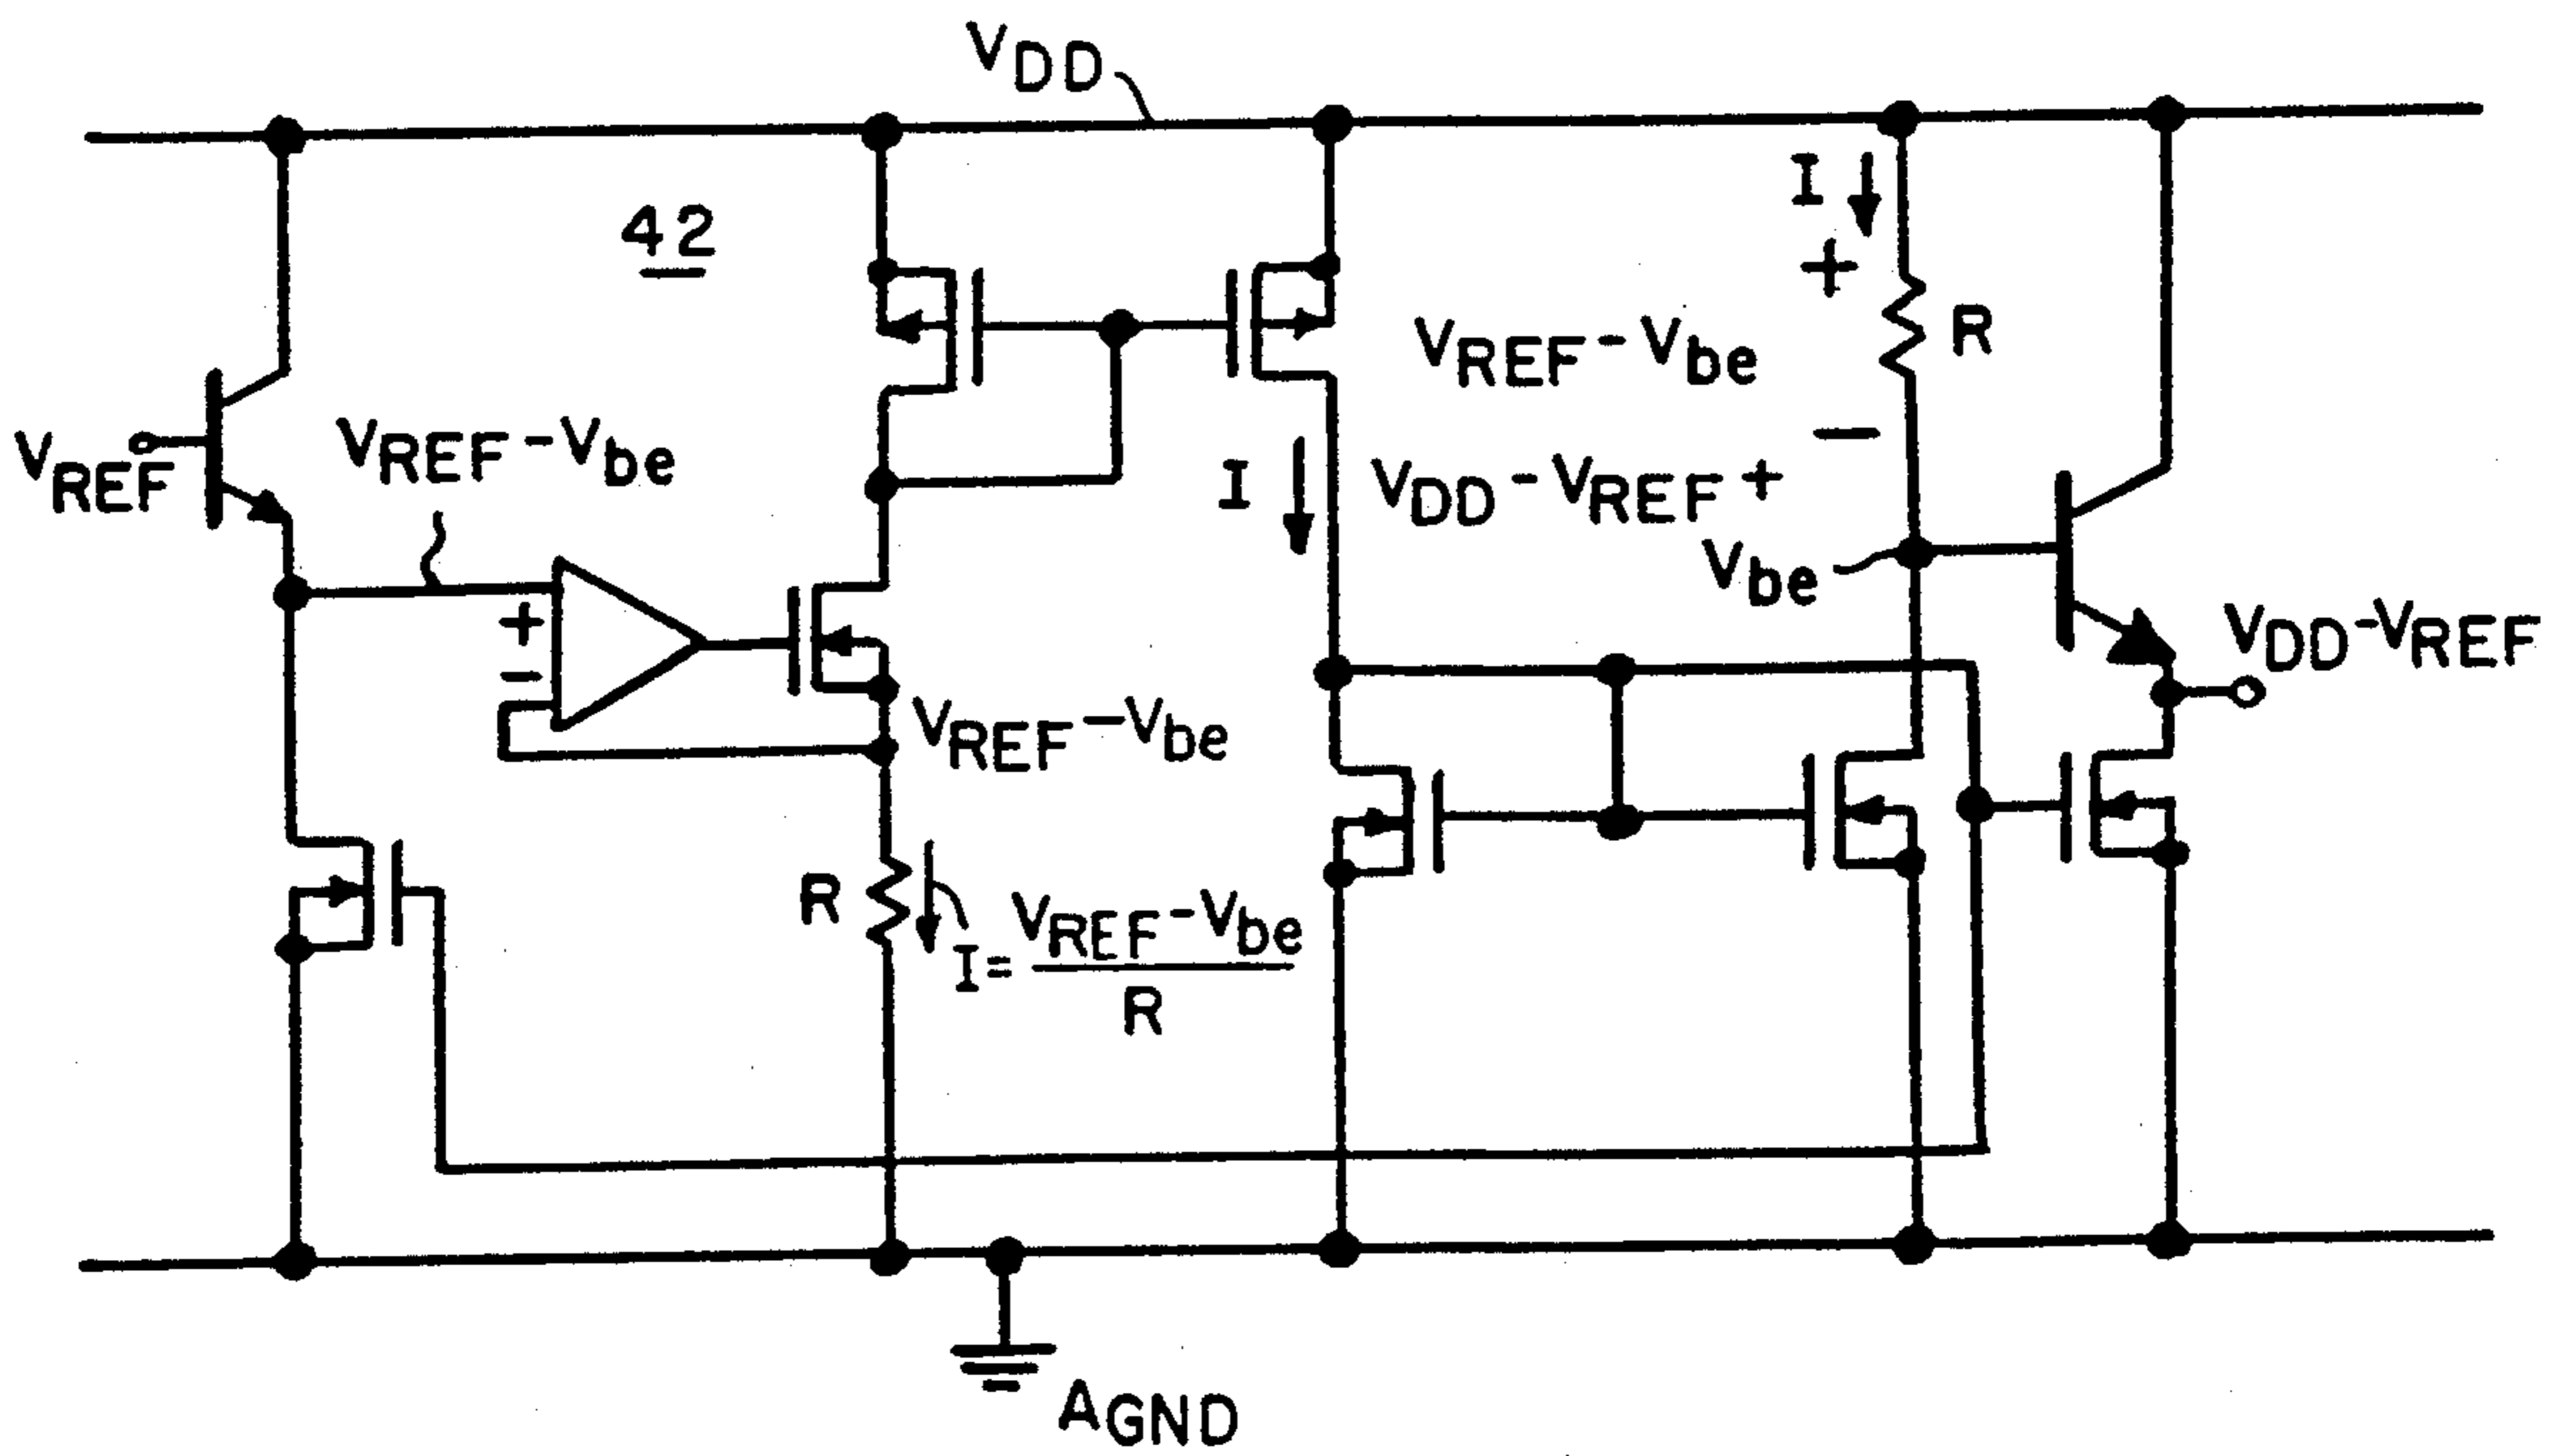 VDD
I
+
42
R
VREF-Vbe
VREF
VREF-Vbe
-
I
VDD-VREF+
Vbe
+
-
VDD-VREF
VREF-Vbe
R
I= VREF-Vbe
R
AGND